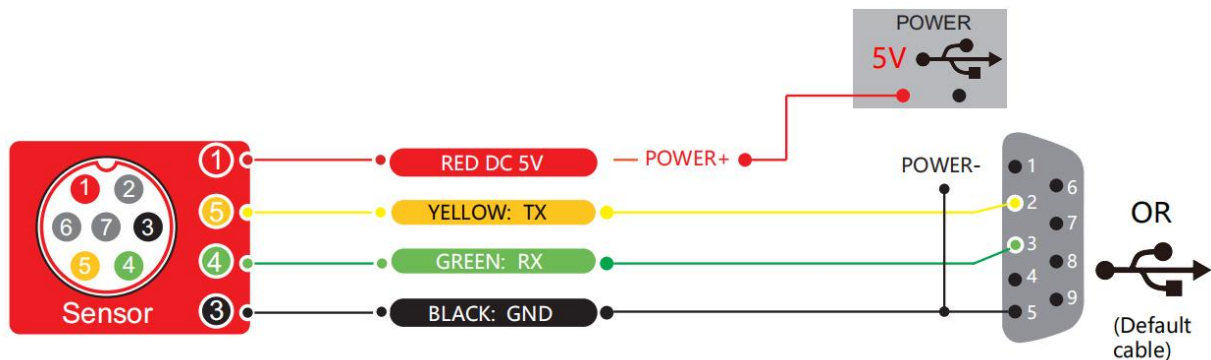 POWER
5V
1
RED DC 5V
POWER+
POWER-
1
6
1
2
5
YELLOW: TX
2
OR
7
6
7
3
3
5
4
4
GREEN: RX
8
4
9
Sensor
3
BLACK: GND
5
(Default
cable)